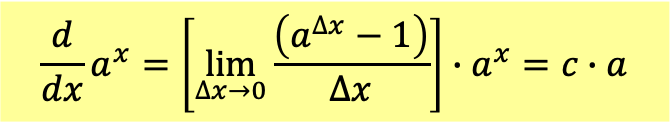 d/dx a^x = [lim_{Δx→0} (a^{Δx} − 1)/Δx] · a^x = c · a